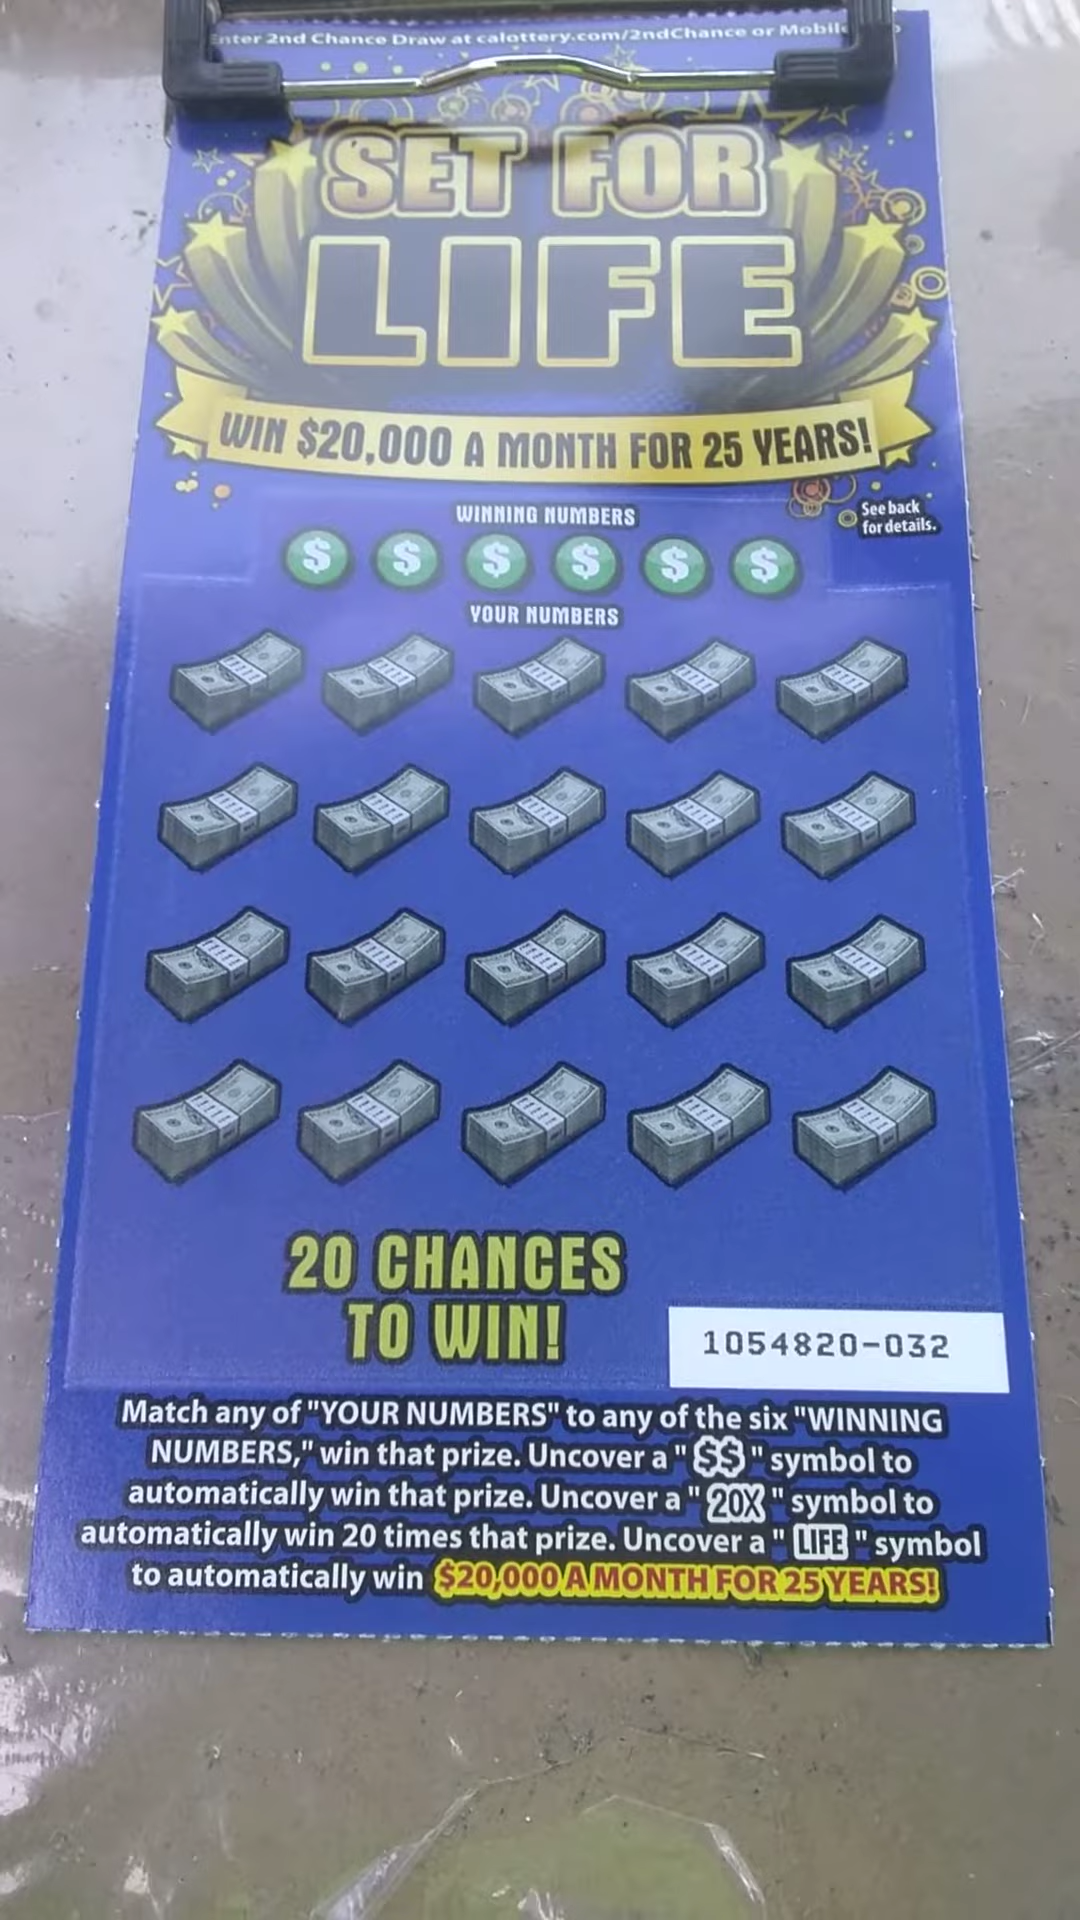 Enter 2nd Chance Draw at calottery.com/2ndChance or Mobile
SET FOR
LIFE
WIN $20,000 A MONTH FOR 25 YEARS!
See back
for details.
WINNING NUMBERS
$ $ $ $ $ $
YOUR NUMBERS
20 CHANCES
TO WIN!
1054820-032
Match any of "YOUR NUMBERS" to any of the six "WINNING
NUMBERS," win that prize. Uncover a "$$" symbol to
automatically win that prize. Uncover a "20X" symbol to
automatically win 20 times that prize. Uncover a "LIFE" symbol
to automatically win $20,000 A MONTH FOR 25 YEARS!